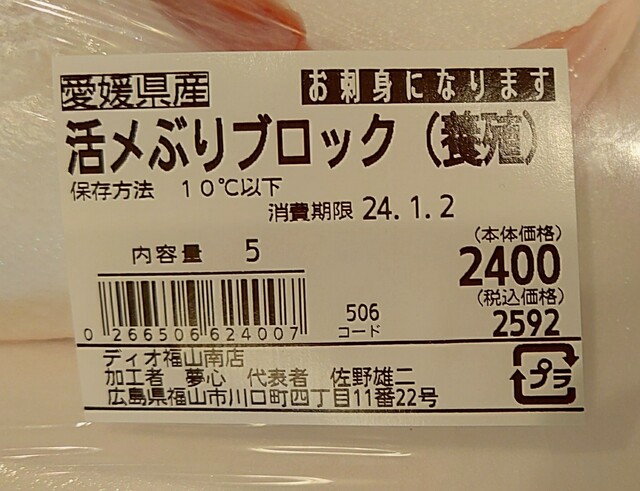 愛媛県産 お刺身になります
活〆ぶりブロック（養殖）
保存方法 10℃以下
消費期限 24.1.2
内容量 5
(本体価格)
2400
(税込価格)
2592
506
コード
0 266506 624007
ディオ福山南店
加工者 夢心 代表者 佐野雄二
広島県福山市川口町四丁目11番22号
プラ